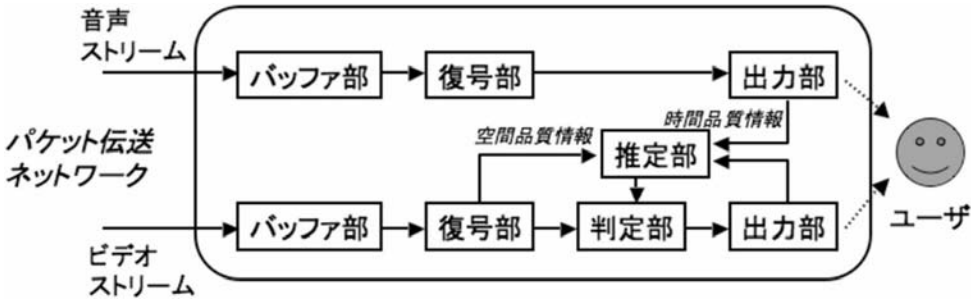 音声
ストリーム
バッファ部
復号部
出力部
空間品質情報
時間品質情報
推定部
パケット伝送
ネットワーク
ユーザ
バッファ部
復号部
判定部
出力部
ビデオ
ストリーム